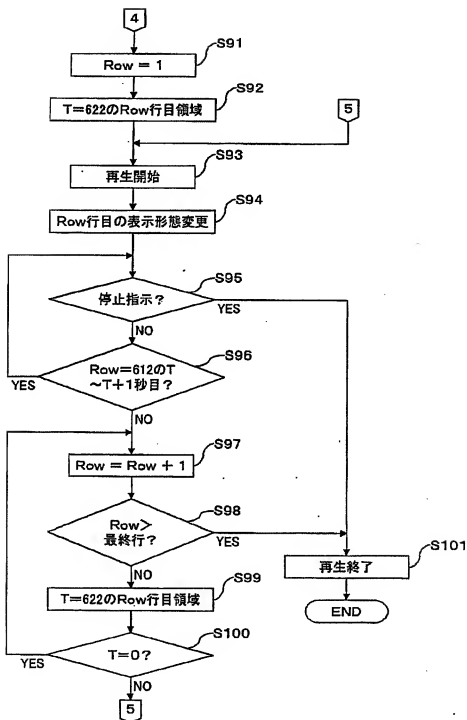 4
S91
Row = 1
S92
T=622のRow行目領域
5
S93
再生開始
S94
Row行目の表示形態変更
S95
停止指示?
YES
NO
S96
Row=612のT
~T+1秒目?
YES
NO
S97
Row = Row + 1
S98
Row>
最終行?
YES
NO
S101
再生終了
END
S99
T=622のRow行目領域
S100
T=0?
YES
NO
5